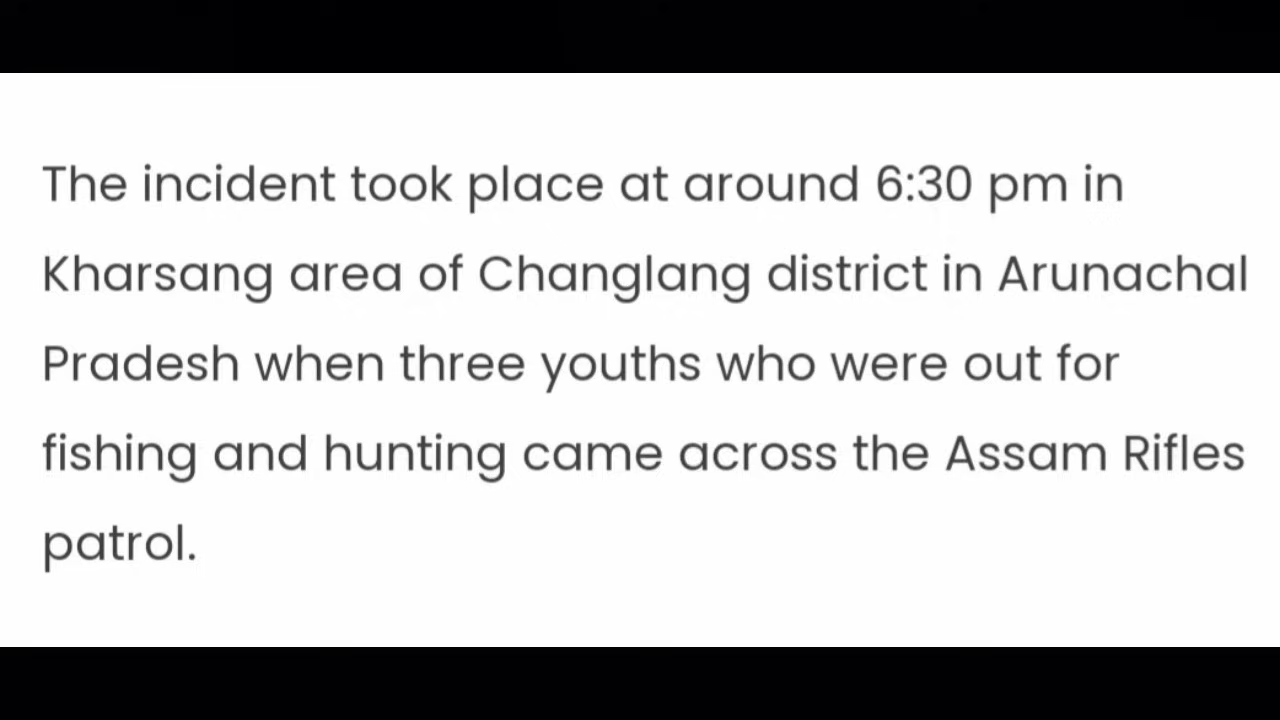 The incident took place at around 6:30 pm in
Kharsang area of Changlang district in Arunachal
Pradesh when three youths who were out for
fishing and hunting came across the Assam Rifles
patrol.